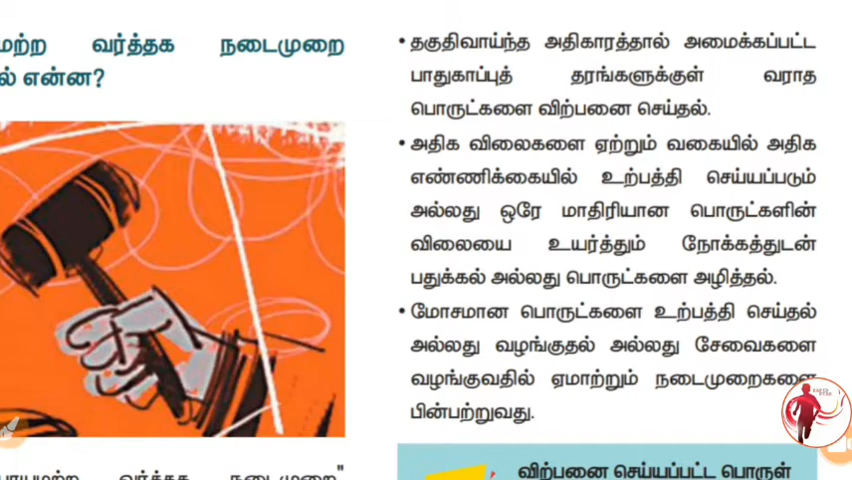 வர்த்தக நடைமுறை
என்ன?
• தகுதிவாய்ந்த அதிகாரத்தால் அமைக்கப்பட்ட
பாதுகாப்புத் தரங்களுக்குள் வராத
பொருட்களை விற்பனை செய்தல்.
• அதிக விலைகளை ஏற்றும் வகையில் அதிக
எண்ணிக்கையில் உற்பத்தி செய்யப்படும்
அல்லது ஒரே மாதிரியான பொருட்களின்
விலையை உயர்த்தும் நோக்கத்துடன்
பதுக்கல் அல்லது பொருட்களை அழித்தல்.
• மோசமான பொருட்களை உற்பத்தி செய்தல்
அல்லது வழங்குதல் அல்லது சேவைகளை
வழங்குவதில் ஏமாற்றும் நடைமுறைகளை
பின்பற்றுவது.
வர்த்தக நடைமுறை"
விற்பனை செய்யப்பட்ட பொருள்